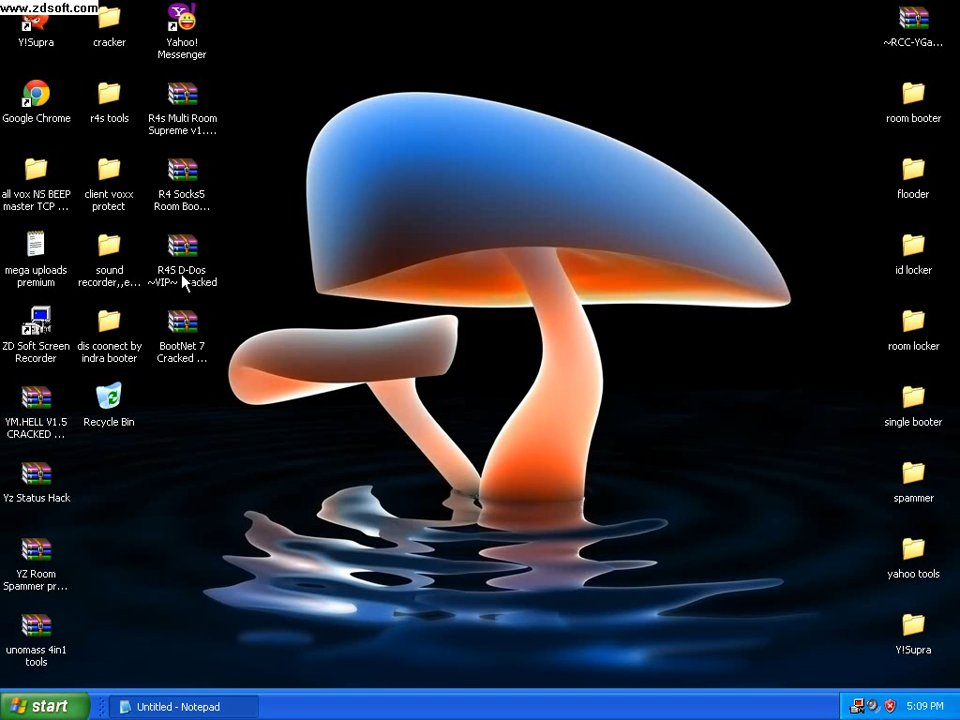 www.zdsoft.com
Y!Supra
cracker
Yahoo!
Messenger
~RCC-YGa...
Google Chrome
r4s tools
R4s Multi Room
Supreme v1....
room booter
all vox NS BEEP
master TCP ...
client voxx
protect
R4 Socks5
Room Boo...
flooder
mega uploads
premium
sound
recorder,,e...
R4S D-Dos
~VIP~
id locker
ZD Soft Screen
Recorder
dis coonect by
indra booter
BootNet 7
Cracked ...
room locker
YM.HELL V1.5
CRACKED ...
Recycle Bin
single booter
Yz Status Hack
spammer
YZ Room
Spammer pr...
yahoo tools
unomass 4in1
tools
Y!Supra
start
Untitled - Notepad
5:09 PM